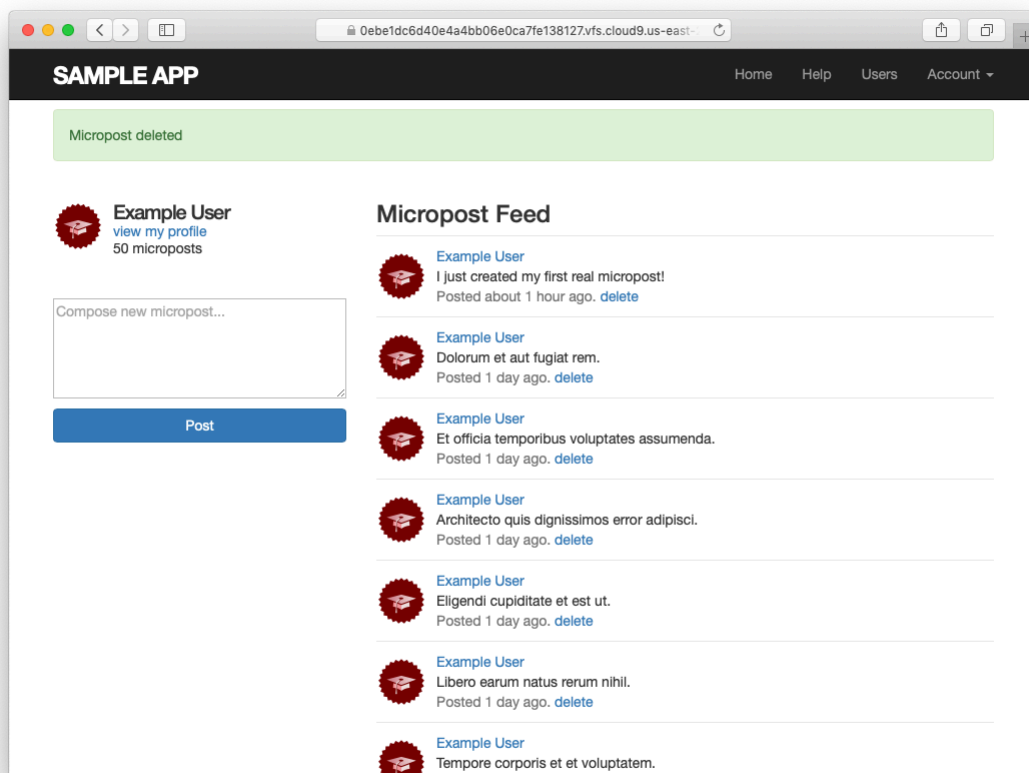 0ebe1dc6d40e4a4bb06e0ca7fe138127.vfs.cloud9.us-east-
SAMPLE APP
Home Help Users Account
Micropost deleted
Example User
view my profile
50 microposts
Compose new micropost...
Post
Micropost Feed
Example User
I just created my first real micropost!
Posted about 1 hour ago. delete
Example User
Dolorum et aut fugiat rem.
Posted 1 day ago. delete
Example User
Et officia temporibus voluptates assumenda.
Posted 1 day ago. delete
Example User
Architecto quis dignissimos error adipisci.
Posted 1 day ago. delete
Example User
Eligendi cupiditate et est ut.
Posted 1 day ago. delete
Example User
Libero earum natus rerum nihil.
Posted 1 day ago. delete
Example User
Tempore corporis et et voluptatem.